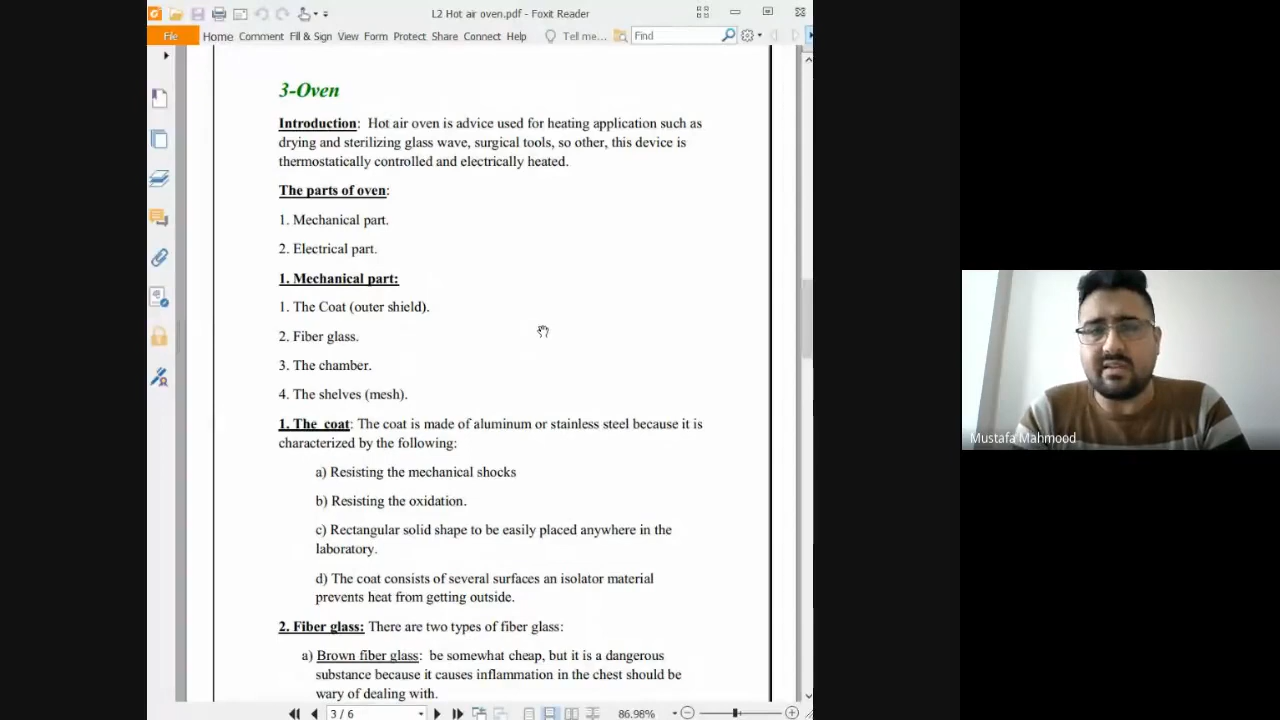 L2 Hot air oven.pdf - Foxit Reader
File Home Comment Fill & Sign View Form Protect Share Connect Help Tell me... Find
3-Oven
Introduction: Hot air oven is advice used for heating application such as
drying and sterilizing glass wave, surgical tools, so other, this device is
thermostatically controlled and electrically heated.
The parts of oven:
1. Mechanical part.
2. Electrical part.
1. Mechanical part:
1. The Coat (outer shield).
2. Fiber glass.
3. The chamber.
4. The shelves (mesh).
1. The coat: The coat is made of aluminum or stainless steel because it is
characterized by the following:
a) Resisting the mechanical shocks
b) Resisting the oxidation.
c) Rectangular solid shape to be easily placed anywhere in the
laboratory.
d) The coat consists of several surfaces an isolator material
prevents heat from getting outside.
2. Fiber glass: There are two types of fiber glass:
a) Brown fiber glass: be somewhat cheap, but it is a dangerous
substance because it causes inflammation in the chest should be
wary of dealing with.
3 / 6
86.98%
Mustafa Mahmood